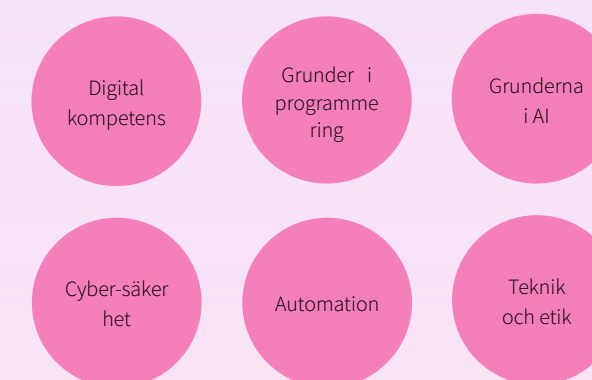 Digital
kompetens
Grunder i
programme
ring
Grunderna
i AI
Cyber-säker
het
Automation
Teknik
och etik